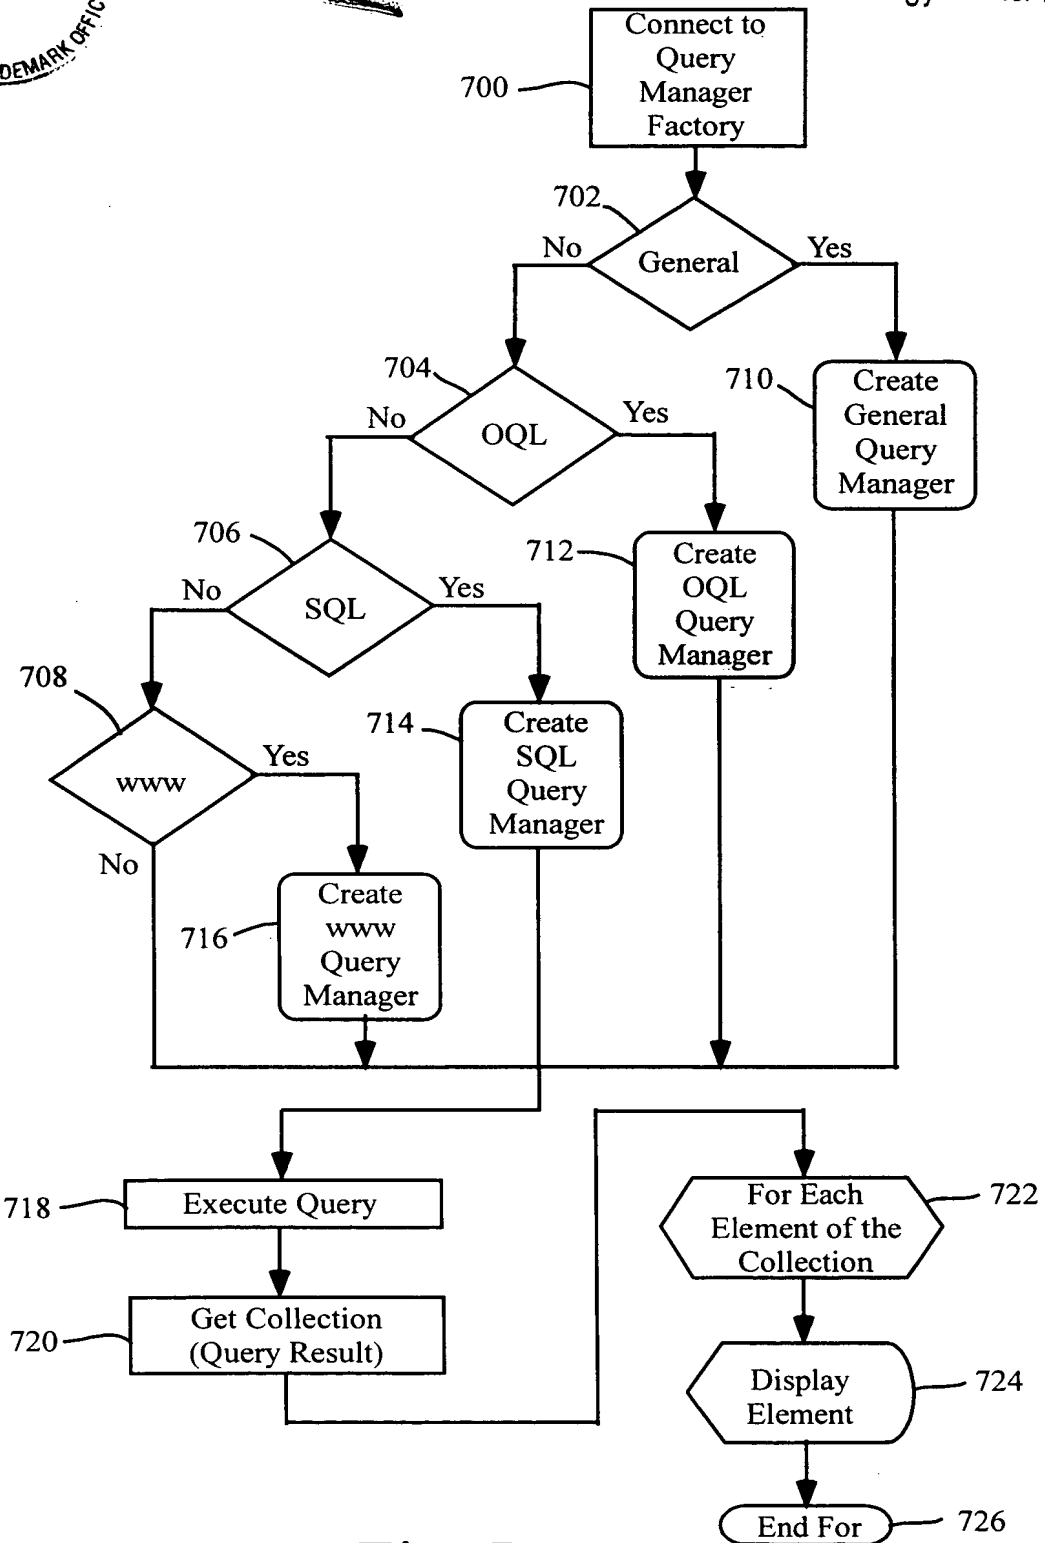 DEMARK OFFIC
Connect to
Query
Manager
Factory
700
702
No
General
Yes
704
No
OQL
Yes
710
Create
General
Query
Manager
706
No
SQL
Yes
712
Create
OQL
Query
Manager
708
www
Yes
No
714
Create
SQL
Query
Manager
716
Create
www
Query
Manager
718
Execute Query
720
Get Collection
(Query Result)
For Each
Element of the
Collection
722
Display
Element
724
End For
726